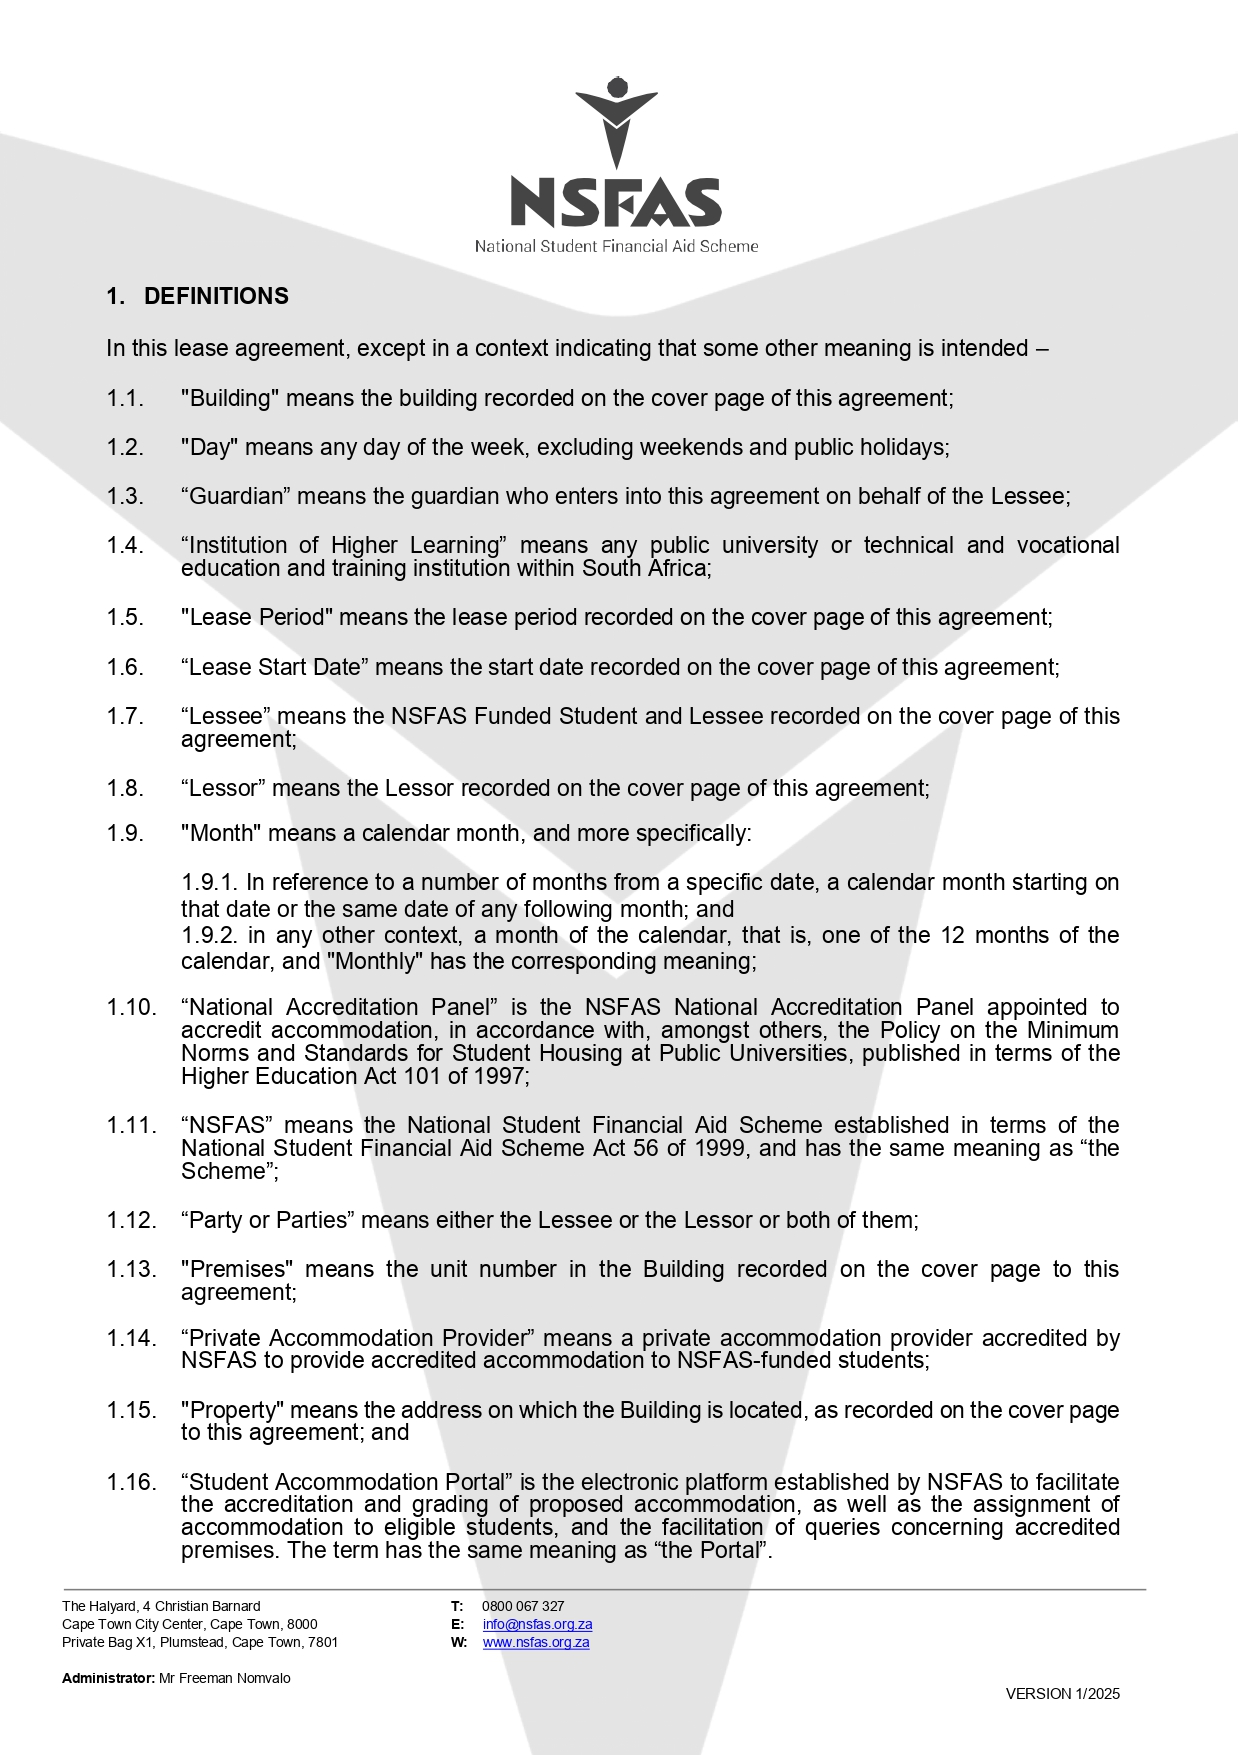 NSFAS
National Student Financial Aid Scheme
1. DEFINITIONS
In this lease agreement, except in a context indicating that some other meaning is intended –
1.1. "Building" means the building recorded on the cover page of this agreement;
1.2. "Day" means any day of the week, excluding weekends and public holidays;
1.3. “Guardian” means the guardian who enters into this agreement on behalf of the Lessee;
1.4. “Institution of Higher Learning” means any public university or technical and vocational
education and training institution within South Africa;
1.5. "Lease Period" means the lease period recorded on the cover page of this agreement;
1.6. “Lease Start Date” means the start date recorded on the cover page of this agreement;
1.7. “Lessee” means the NSFAS Funded Student and Lessee recorded on the cover page of this
agreement;
1.8. “Lessor” means the Lessor recorded on the cover page of this agreement;
1.9. "Month" means a calendar month, and more specifically:
1.9.1. In reference to a number of months from a specific date, a calendar month starting on
that date or the same date of any following month; and
1.9.2. in any other context, a month of the calendar, that is, one of the 12 months of the
calendar, and "Monthly" has the corresponding meaning;
1.10. “National Accreditation Panel” is the NSFAS National Accreditation Panel appointed to
accredit accommodation, in accordance with, amongst others, the Policy on the Minimum
Norms and Standards for Student Housing at Public Universities, published in terms of the
Higher Education Act 101 of 1997;
1.11. “NSFAS” means the National Student Financial Aid Scheme established in terms of the
National Student Financial Aid Scheme Act 56 of 1999, and has the same meaning as “the
Scheme”;
1.12. “Party or Parties” means either the Lessee or the Lessor or both of them;
1.13. "Premises" means the unit number in the Building recorded on the cover page to this
agreement;
1.14. “Private Accommodation Provider” means a private accommodation provider accredited by
NSFAS to provide accredited accommodation to NSFAS-funded students;
1.15. "Property" means the address on which the Building is located, as recorded on the cover page
to this agreement; and
1.16. “Student Accommodation Portal” is the electronic platform established by NSFAS to facilitate
the accreditation and grading of proposed accommodation, as well as the assignment of
accommodation to eligible students, and the facilitation of queries concerning accredited
premises. The term has the same meaning as “the Portal”.
The Halyard, 4 Christian Barnard
Cape Town City Center, Cape Town, 8000
Private Bag X1, Plumstead, Cape Town, 7801
T: 0800 067 327
E: info@nsfas.org.za
W: www.nsfas.org.za
Administrator: Mr Freeman Nomvalo
VERSION 1/2025